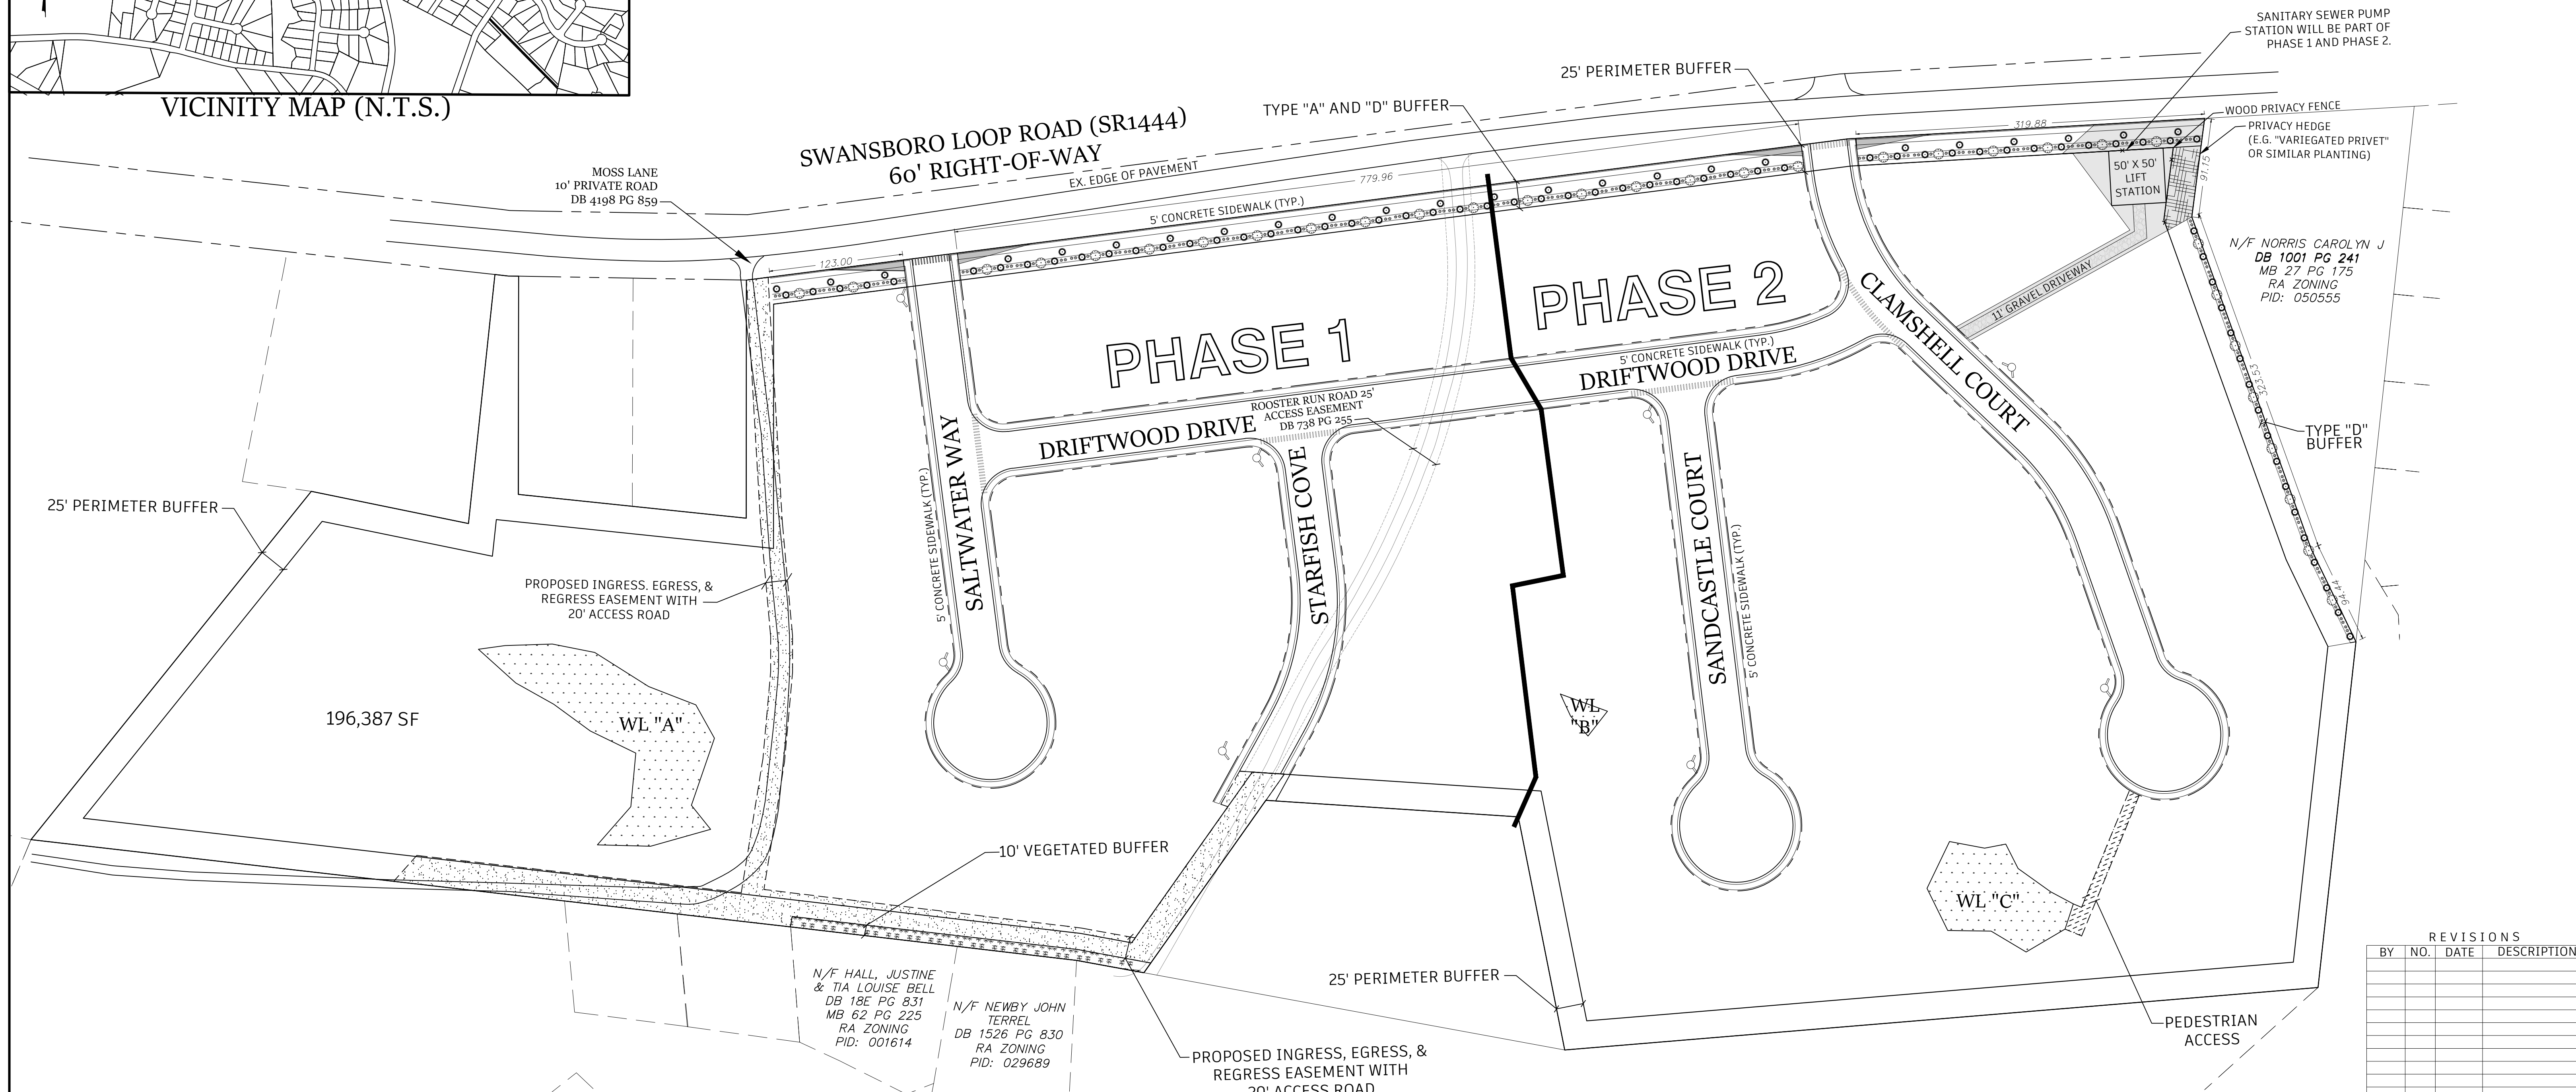 VICINITY MAP (N.T.S.)
SWANSBORO LOOP ROAD (SR1444)
60' RIGHT-OF-WAY
EX. EDGE OF PAVEMENT
MOSS LANE
10' PRIVATE ROAD
DB 4198 PG 859
TYPE "A" AND "D" BUFFER
25' PERIMETER BUFFER
SANITARY SEWER PUMP
STATION WILL BE PART OF
PHASE 1 AND PHASE 2.
WOOD PRIVACY FENCE
PRIVACY HEDGE
(E.G. "VARIEGATED PRIVET"
OR SIMILAR PLANTING)
319.88
779.96
123.00
91.15
5' CONCRETE SIDEWALK (TYP.)
50' X 50'
LIFT
STATION
N/F NORRIS CAROLYN J
DB 1001 PG 241
MB 27 PG 175
RA ZONING
PID: 050555
11' GRAVEL DRIVEWAY
PHASE 1
PHASE 2
CLAMSHELL COURT
5' CONCRETE SIDEWALK (TYP.)
DRIFTWOOD DRIVE
ROOSTER RUN ROAD 25'
ACCESS EASEMENT
DB 738 PG 255
DRIFTWOOD DRIVE
323.53
TYPE "D"
BUFFER
94.44
25' PERIMETER BUFFER
5' CONCRETE SIDEWALK (TYP.)
SALTWATER WAY
STARFISH COVE
SANDCASTLE COURT
5' CONCRETE SIDEWALK (TYP.)
PROPOSED INGRESS. EGRESS, &
REGRESS EASEMENT WITH
20' ACCESS ROAD
196,387 SF
WL "A"
WL
"B"
WL "C"
10' VEGETATED BUFFER
25' PERIMETER BUFFER
N/F HALL, JUSTINE
& TIA LOUISE BELL
DB 18E PG 831
MB 62 PG 225
RA ZONING
PID: 001614
N/F NEWBY JOHN
TERREL
DB 1526 PG 830
RA ZONING
PID: 029689
PROPOSED INGRESS, EGRESS, &
REGRESS EASEMENT WITH
20' ACCESS ROAD
PEDESTRIAN
ACCESS
REVISIONS
BY NO. DATE DESCRIPTION